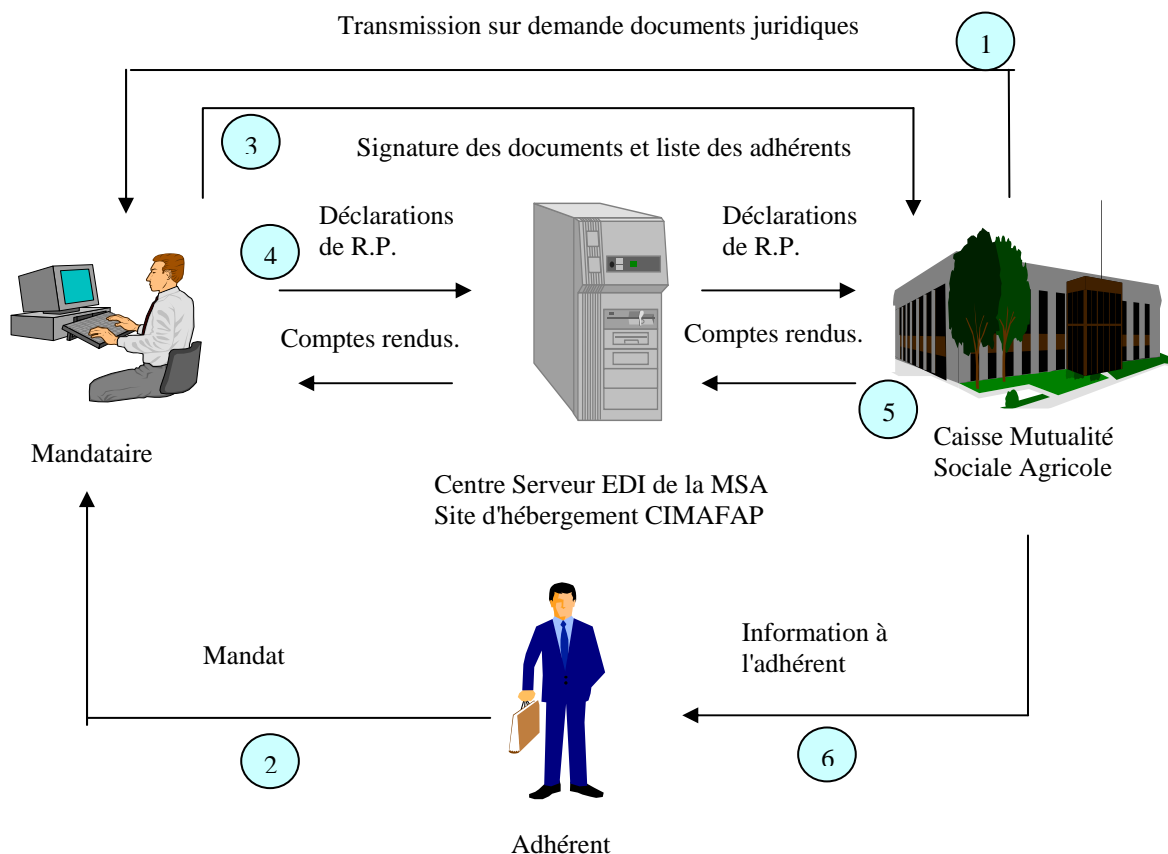 Transmission sur demande documents juridiques
1
3
Signature des documents et liste des adhérents
4
Déclarations
de R.P.
Déclarations
de R.P.
Comptes rendus.
Comptes rendus.
5
Mandataire
Caisse Mutualité
Sociale Agricole
Centre Serveur EDI de la MSA
Site d'hébergement CIMAFAP
Mandat
Information à
l'adhérent
2
6
Adhérent